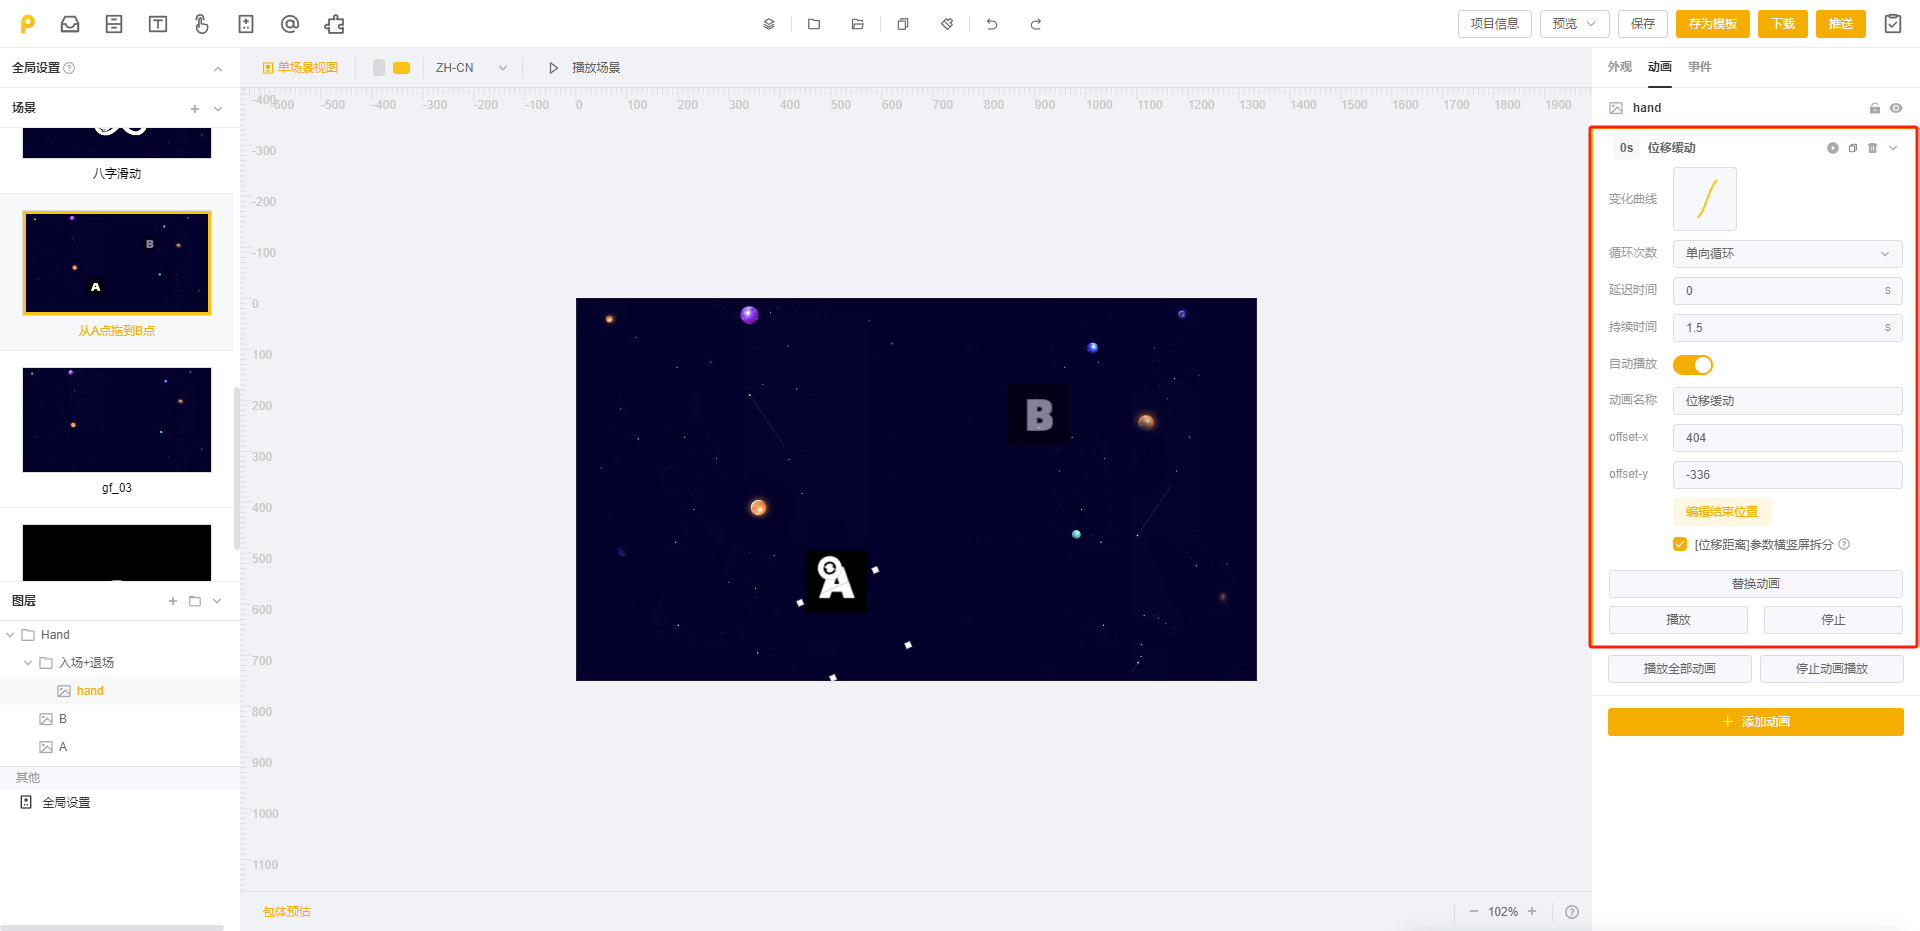 项目信息
预览
保存
存为模板
下载
推送
全局设置
单场景视图
ZH-CN
播放场景
外观 动画 事件
场景
-400 -600 -500 -400 -300 -200 -100 0 100 200 300 400 500 600 700 800 900 1000 1100 1200 1300 1400 1500 1600 1700 1800 1900
hand
八字滑动
B
A
从A点拖到B点
gf_03
图层
Hand
入场+退场
hand
B
A
其他
全局设置
-300
-200
-100
0
100
200
300
400
500
600
700
800
900
1000
1100
B
A
包体预估
102%
0s 位移缓动
变化曲线
循环次数 单向循环
延迟时间 0 s
持续时间 1.5 s
自动播放
动画名称 位移缓动
offset-x 404
offset-y -336
编辑结束位置
[位移距离]参数横竖屏拆分
替换动画
播放 停止
播放全部动画 停止动画播放
添加动画